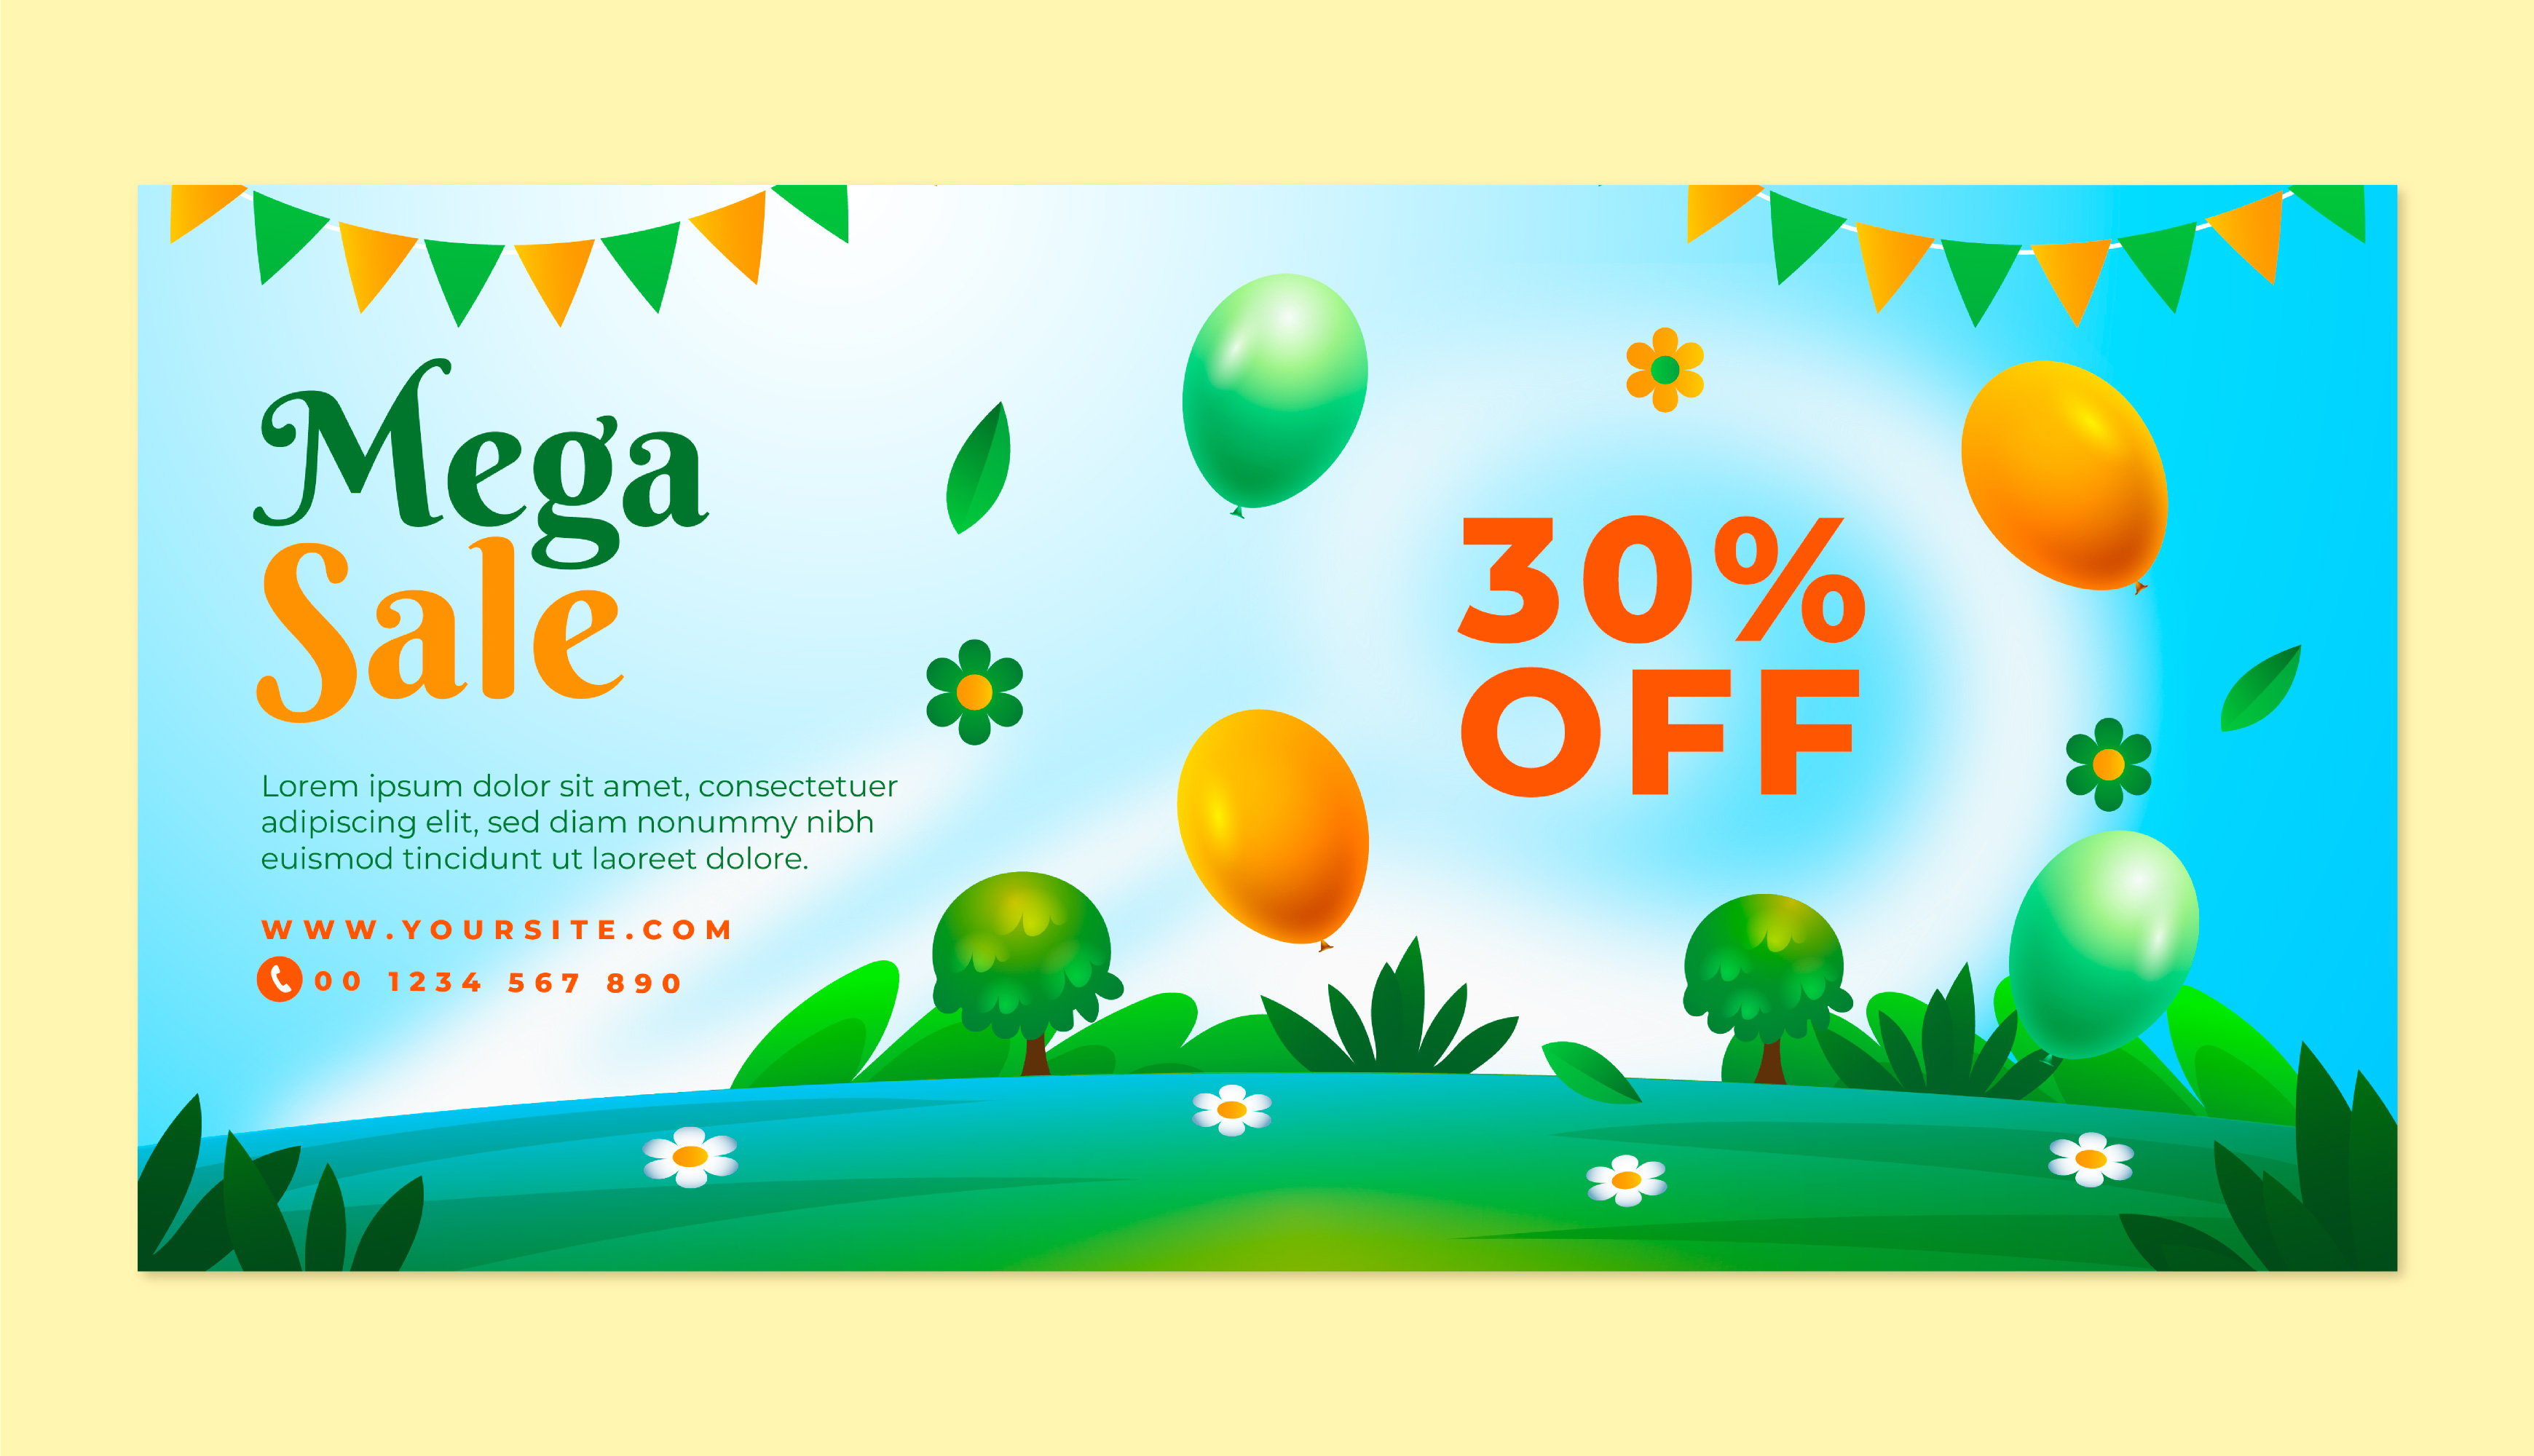 Mega
Sale
Lorem ipsum dolor sit amet, consectetuer
adipiscing elit, sed diam nonummy nibh
euismod tincidunt ut laoreet dolore.
WWW.YOURSITE.COM
00 1234 567 890
30%
OFF